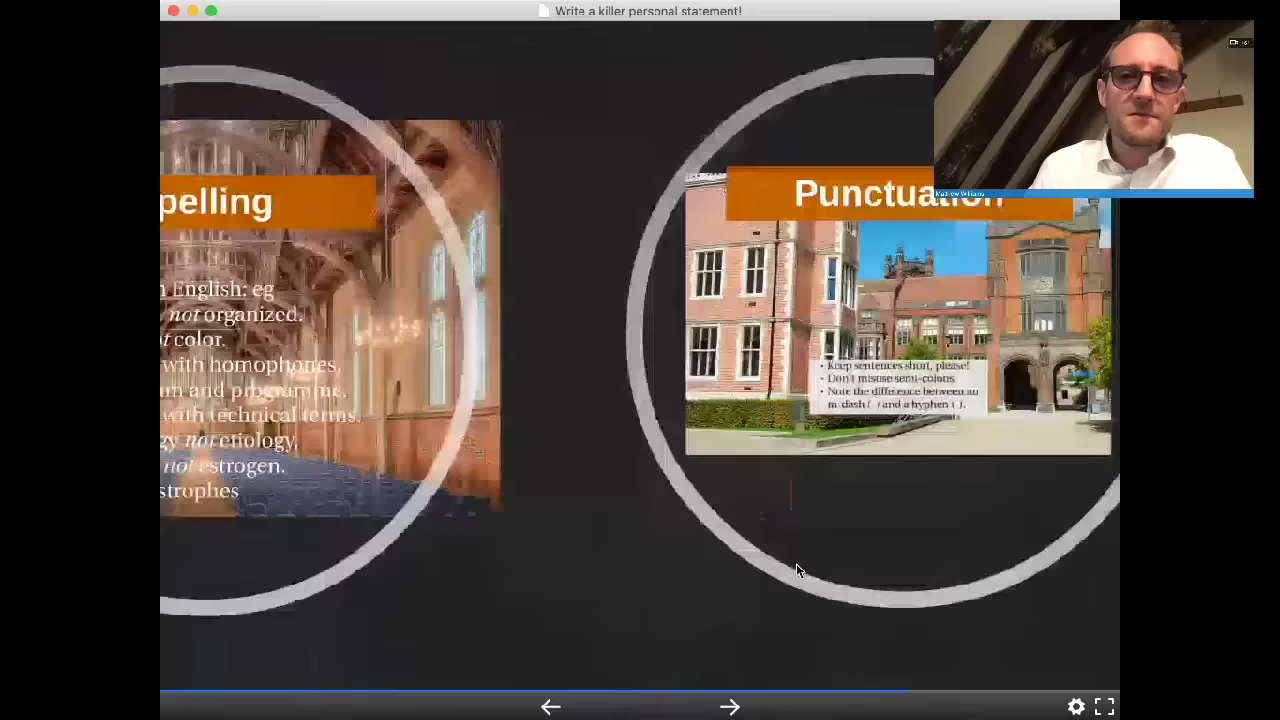 Write a killer personal statement!
pelling
English: eg
not organized.
color.
with homophones,
and programme.
with technical terms.
not etiology,
not estrogen.
strophes
Punctuation
• Keep sentences short, please!
• Don't misuse semi-colons
• Note the difference between an
m-dash ( ) and a hyphen ( ).
Matthew Williams